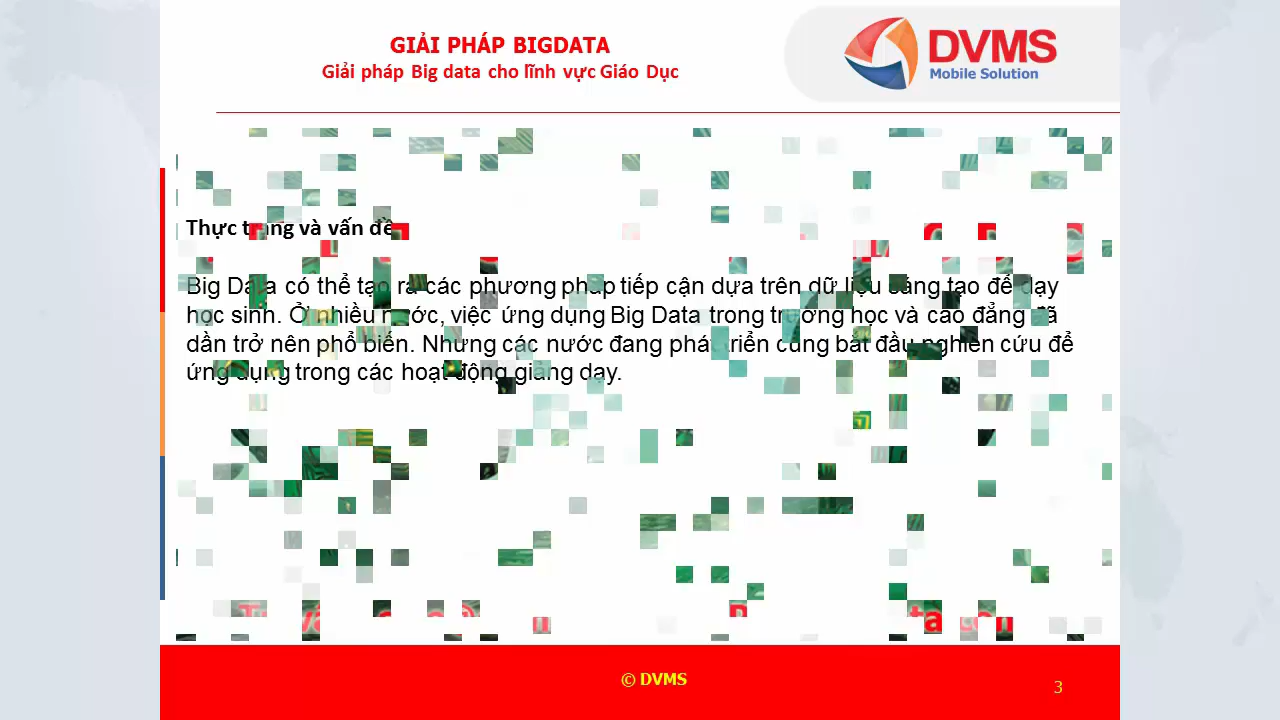 GIẢI PHÁP BIGDATA
Giải pháp Big data cho lĩnh vực Giáo Dục
DVMS
Mobile Solution
Thực trạng và vấn đề
Big Data có thể tạo ra các phương pháp tiếp cận dựa trên dữ liệu sáng tạo để dạy
học sinh. Ở nhiều nước, việc ứng dụng Big Data trong trường học và cao đẳng đã
dần trở nên phổ biến. Nhưng các nước đang phát triển cũng bắt đầu nghiên cứu để
ứng dụng trong các hoạt động giảng dạy.
© DVMS
3